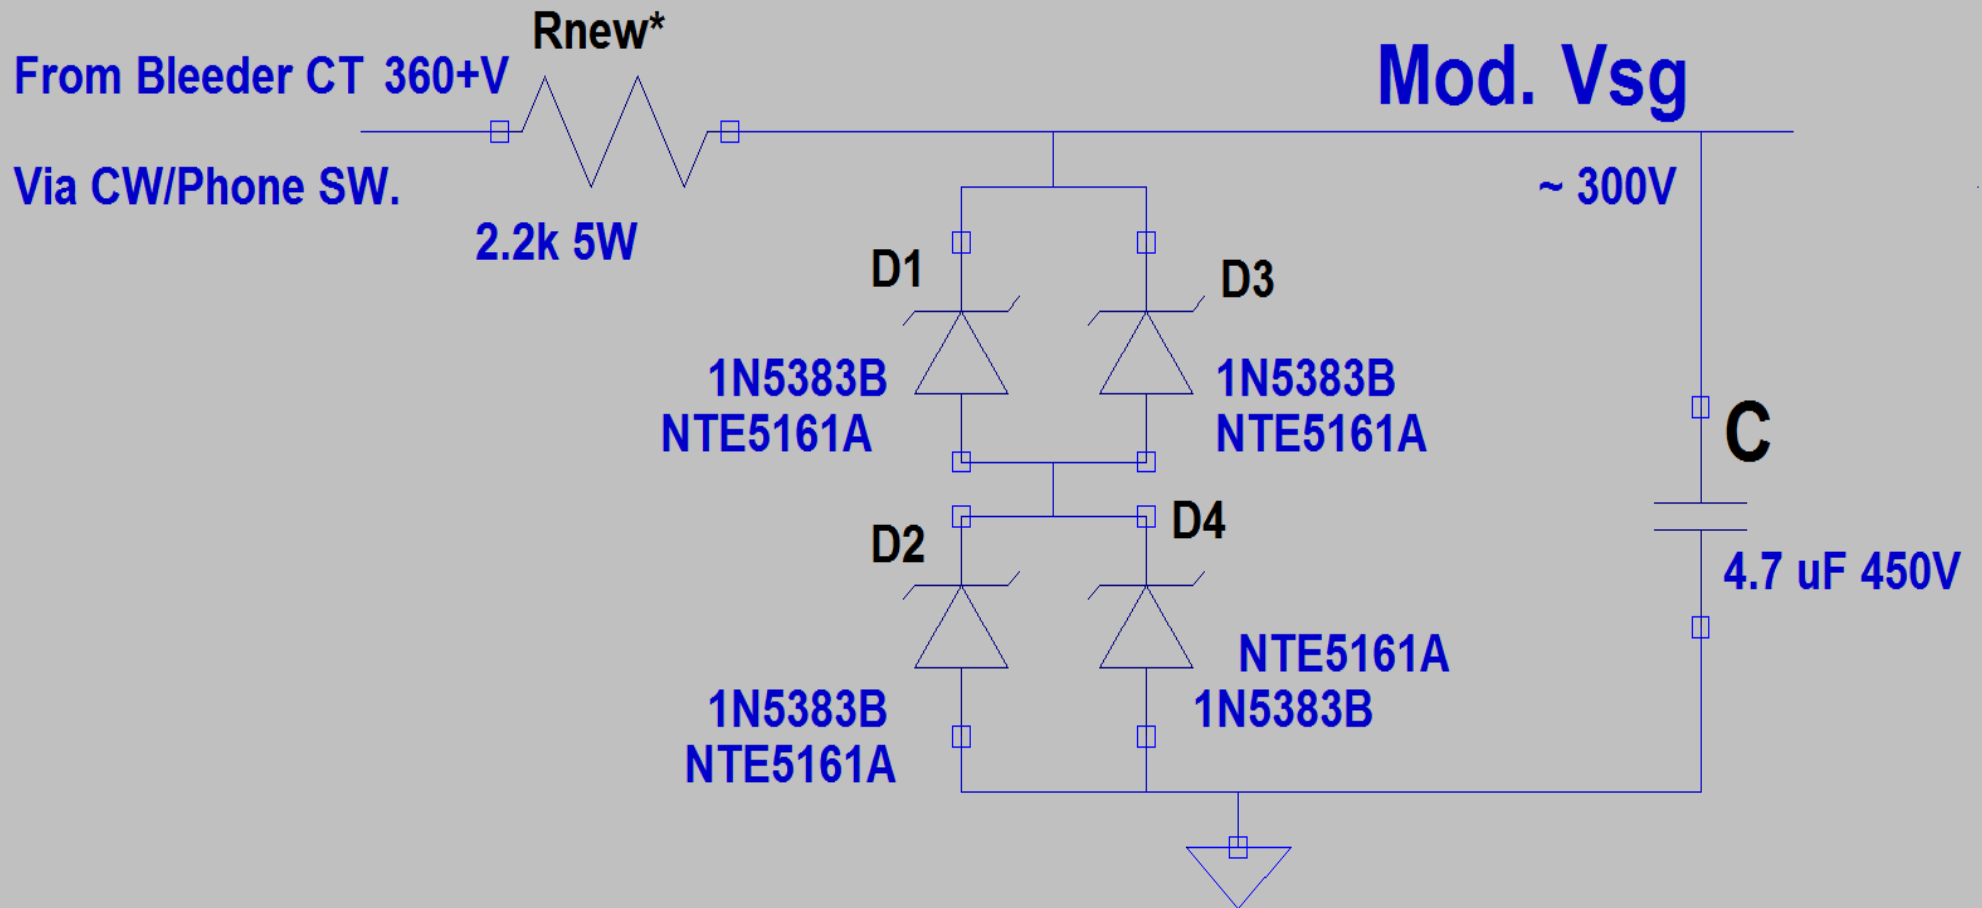 Rnew*
From Bleeder CT 360+V
Mod. Vsg
Via CW/Phone SW.
~ 300V
2.2k 5W
D1
D3
1N5383B
NTE5161A
1N5383B
NTE5161A
C
D2
D4
4.7 uF 450V
1N5383B
NTE5161A
NTE5161A
1N5383B